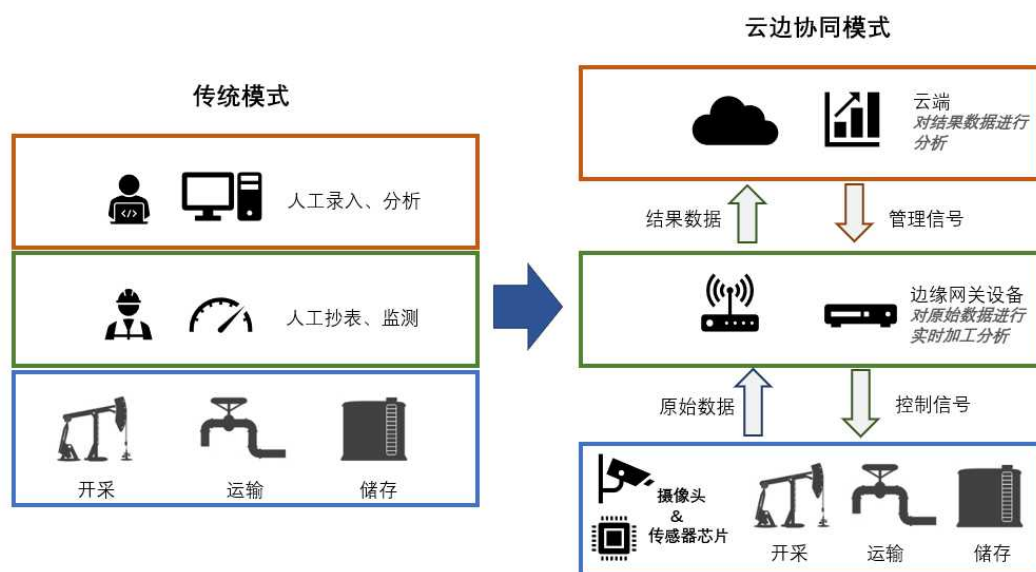 传统模式
人工录入、分析
人工抄表、监测
开采
运输
储存
云边协同模式
云端
对结果数据进行
分析
结果数据
管理信号
边缘网关设备
对原始数据进行
实时加工分析
原始数据
控制信号
摄像头
&
传感器芯片
开采
运输
储存